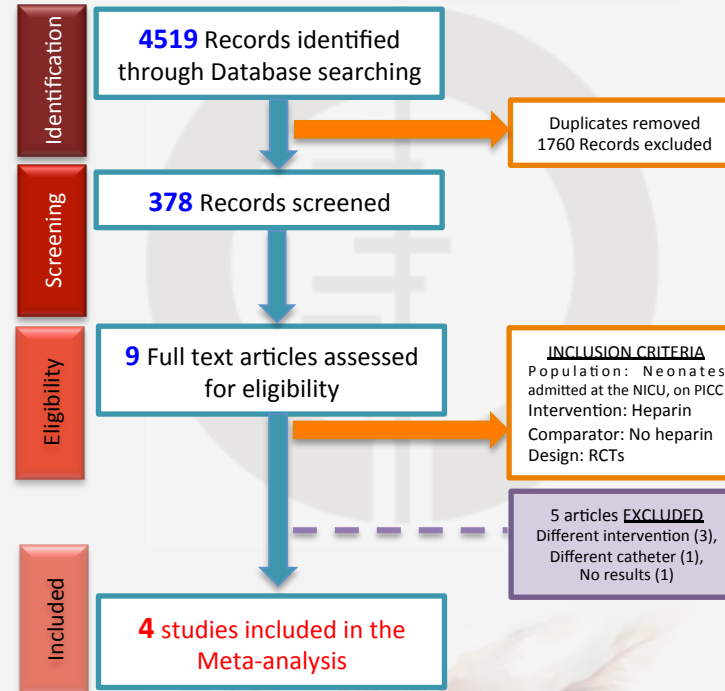 Identification
4519 Records identified
through Database searching
Duplicates removed
1760 Records excluded
Screening
378 Records screened
Eligibility
9 Full text articles assessed
for eligibility
INCLUSION CRITERIA
Population: Neonates
admitted at the NICU, on PICC
Intervention: Heparin
Comparator: No heparin
Design: RCTs
5 articles EXCLUDED
Different intervention (3),
Different catheter (1),
No results (1)
Included
4 studies included in the
Meta-analysis